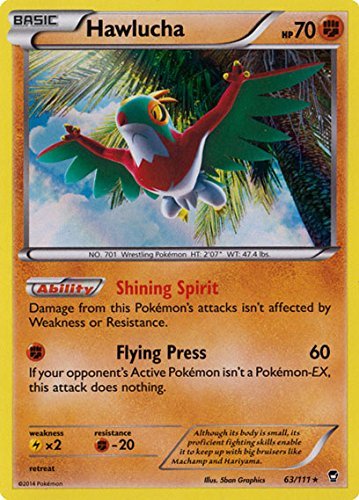 BASIC
Hawlucha
HP70
NO. 701 Wrestling Pokémon HT: 2'07" WT: 47.4 lbs.
Ability Shining Spirit
Damage from this Pokémon's attacks isn't affected by
Weakness or Resistance.
Flying Press 60
If your opponent's Active Pokémon isn't a Pokémon-EX,
this attack does nothing.
weakness
×2
resistance
-20
retreat
Although its body is small, its
proficient fighting skills enable
it to keep up with big bruisers like
Machamp and Hariyama.
©2014 Pokémon
Illus. 5ban Graphics
63/111 ★